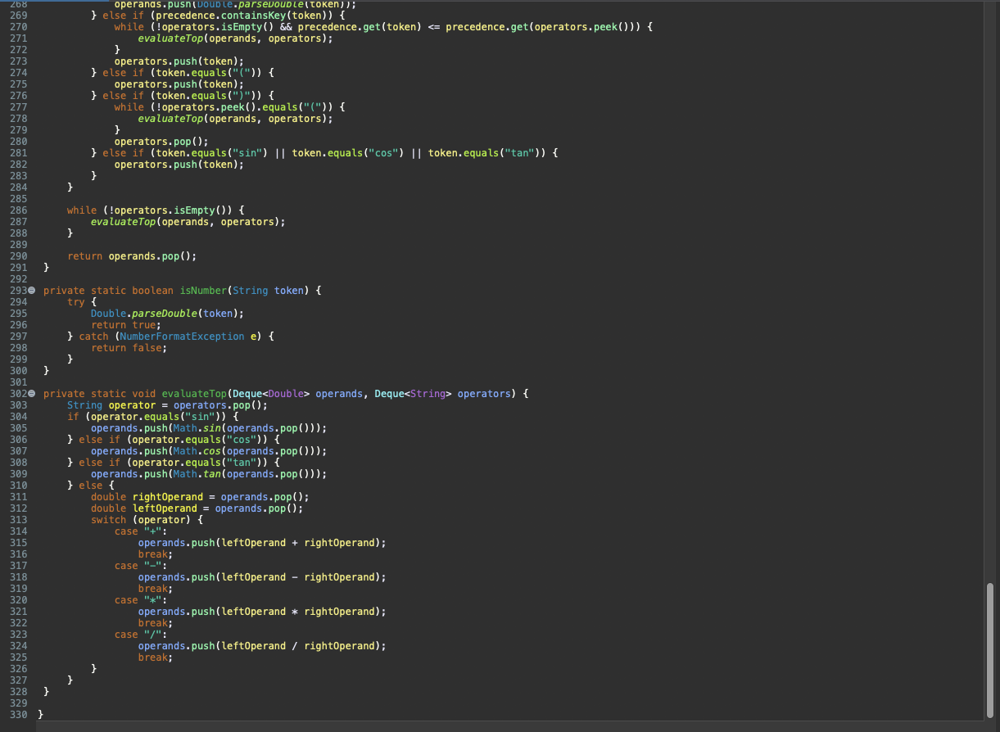 268             operands.push(Double.parseDouble(token));
269         } else if (precedence.containsKey(token)) {
270             while (!operators.isEmpty() && precedence.get(token) <= precedence.get(operators.peek())) {
271                 evaluateTop(operands, operators);
272             }
273             operators.push(token);
274         } else if (token.equals("(")) {
275             operators.push(token);
276         } else if (token.equals(")")) {
277             while (!operators.peek().equals("(")) {
278                 evaluateTop(operands, operators);
279             }
280             operators.pop();
281         } else if (token.equals("sin") || token.equals("cos") || token.equals("tan")) {
282             operators.push(token);
283         }
284     }
285
286     while (!operators.isEmpty()) {
287         evaluateTop(operands, operators);
288     }
289
290     return operands.pop();
291 }
292
293 private static boolean isNumber(String token) {
294     try {
295         Double.parseDouble(token);
296         return true;
297     } catch (NumberFormatException e) {
298         return false;
299     }
300 }
301
302 private static void evaluateTop(Deque<Double> operands, Deque<String> operators) {
303     String operator = operators.pop();
304     if (operator.equals("sin")) {
305         operands.push(Math.sin(operands.pop()));
306     } else if (operator.equals("cos")) {
307         operands.push(Math.cos(operands.pop()));
308     } else if (operator.equals("tan")) {
309         operands.push(Math.tan(operands.pop()));
310     } else {
311         double rightOperand = operands.pop();
312         double leftOperand = operands.pop();
313         switch (operator) {
314             case "+":
315                 operands.push(leftOperand + rightOperand);
316                 break;
317             case "-":
318                 operands.push(leftOperand - rightOperand);
319                 break;
320             case "*":
321                 operands.push(leftOperand * rightOperand);
322                 break;
323             case "/":
324                 operands.push(leftOperand / rightOperand);
325                 break;
326         }
327     }
328 }
329
330 }